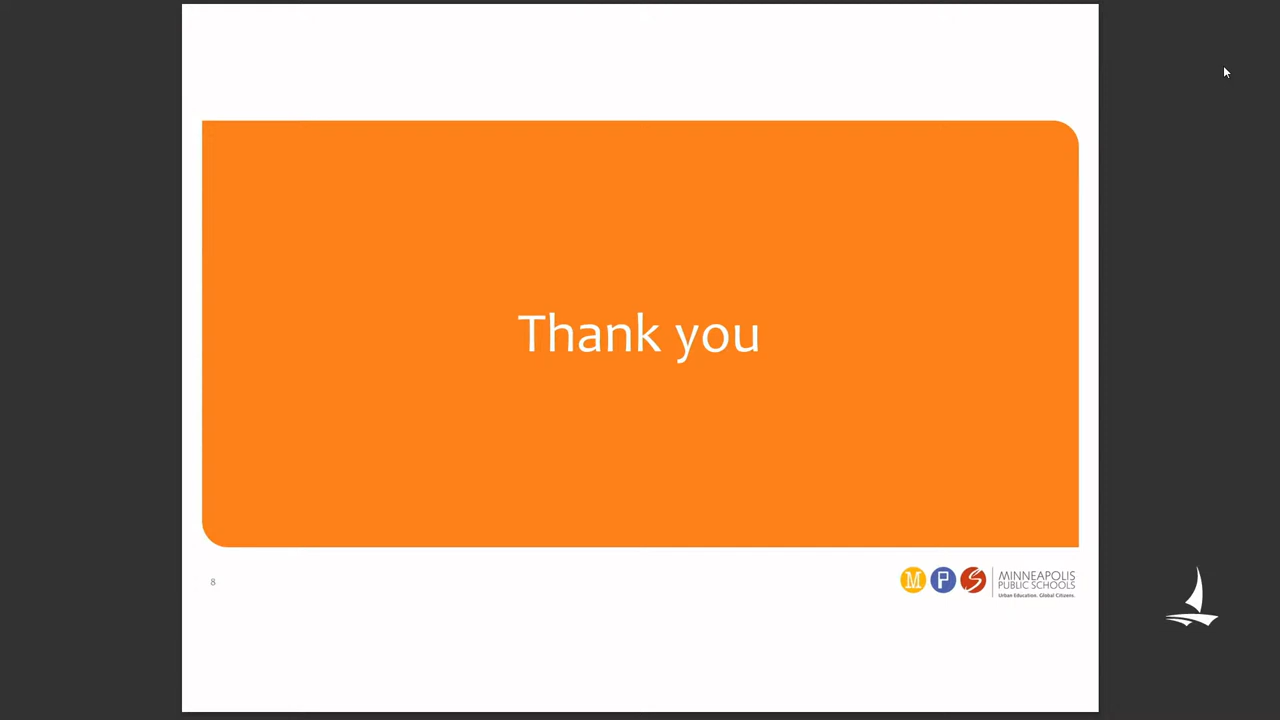 Thank you
8
M P S
MINNEAPOLIS
PUBLIC SCHOOLS
Urban Education. Global Citizens.